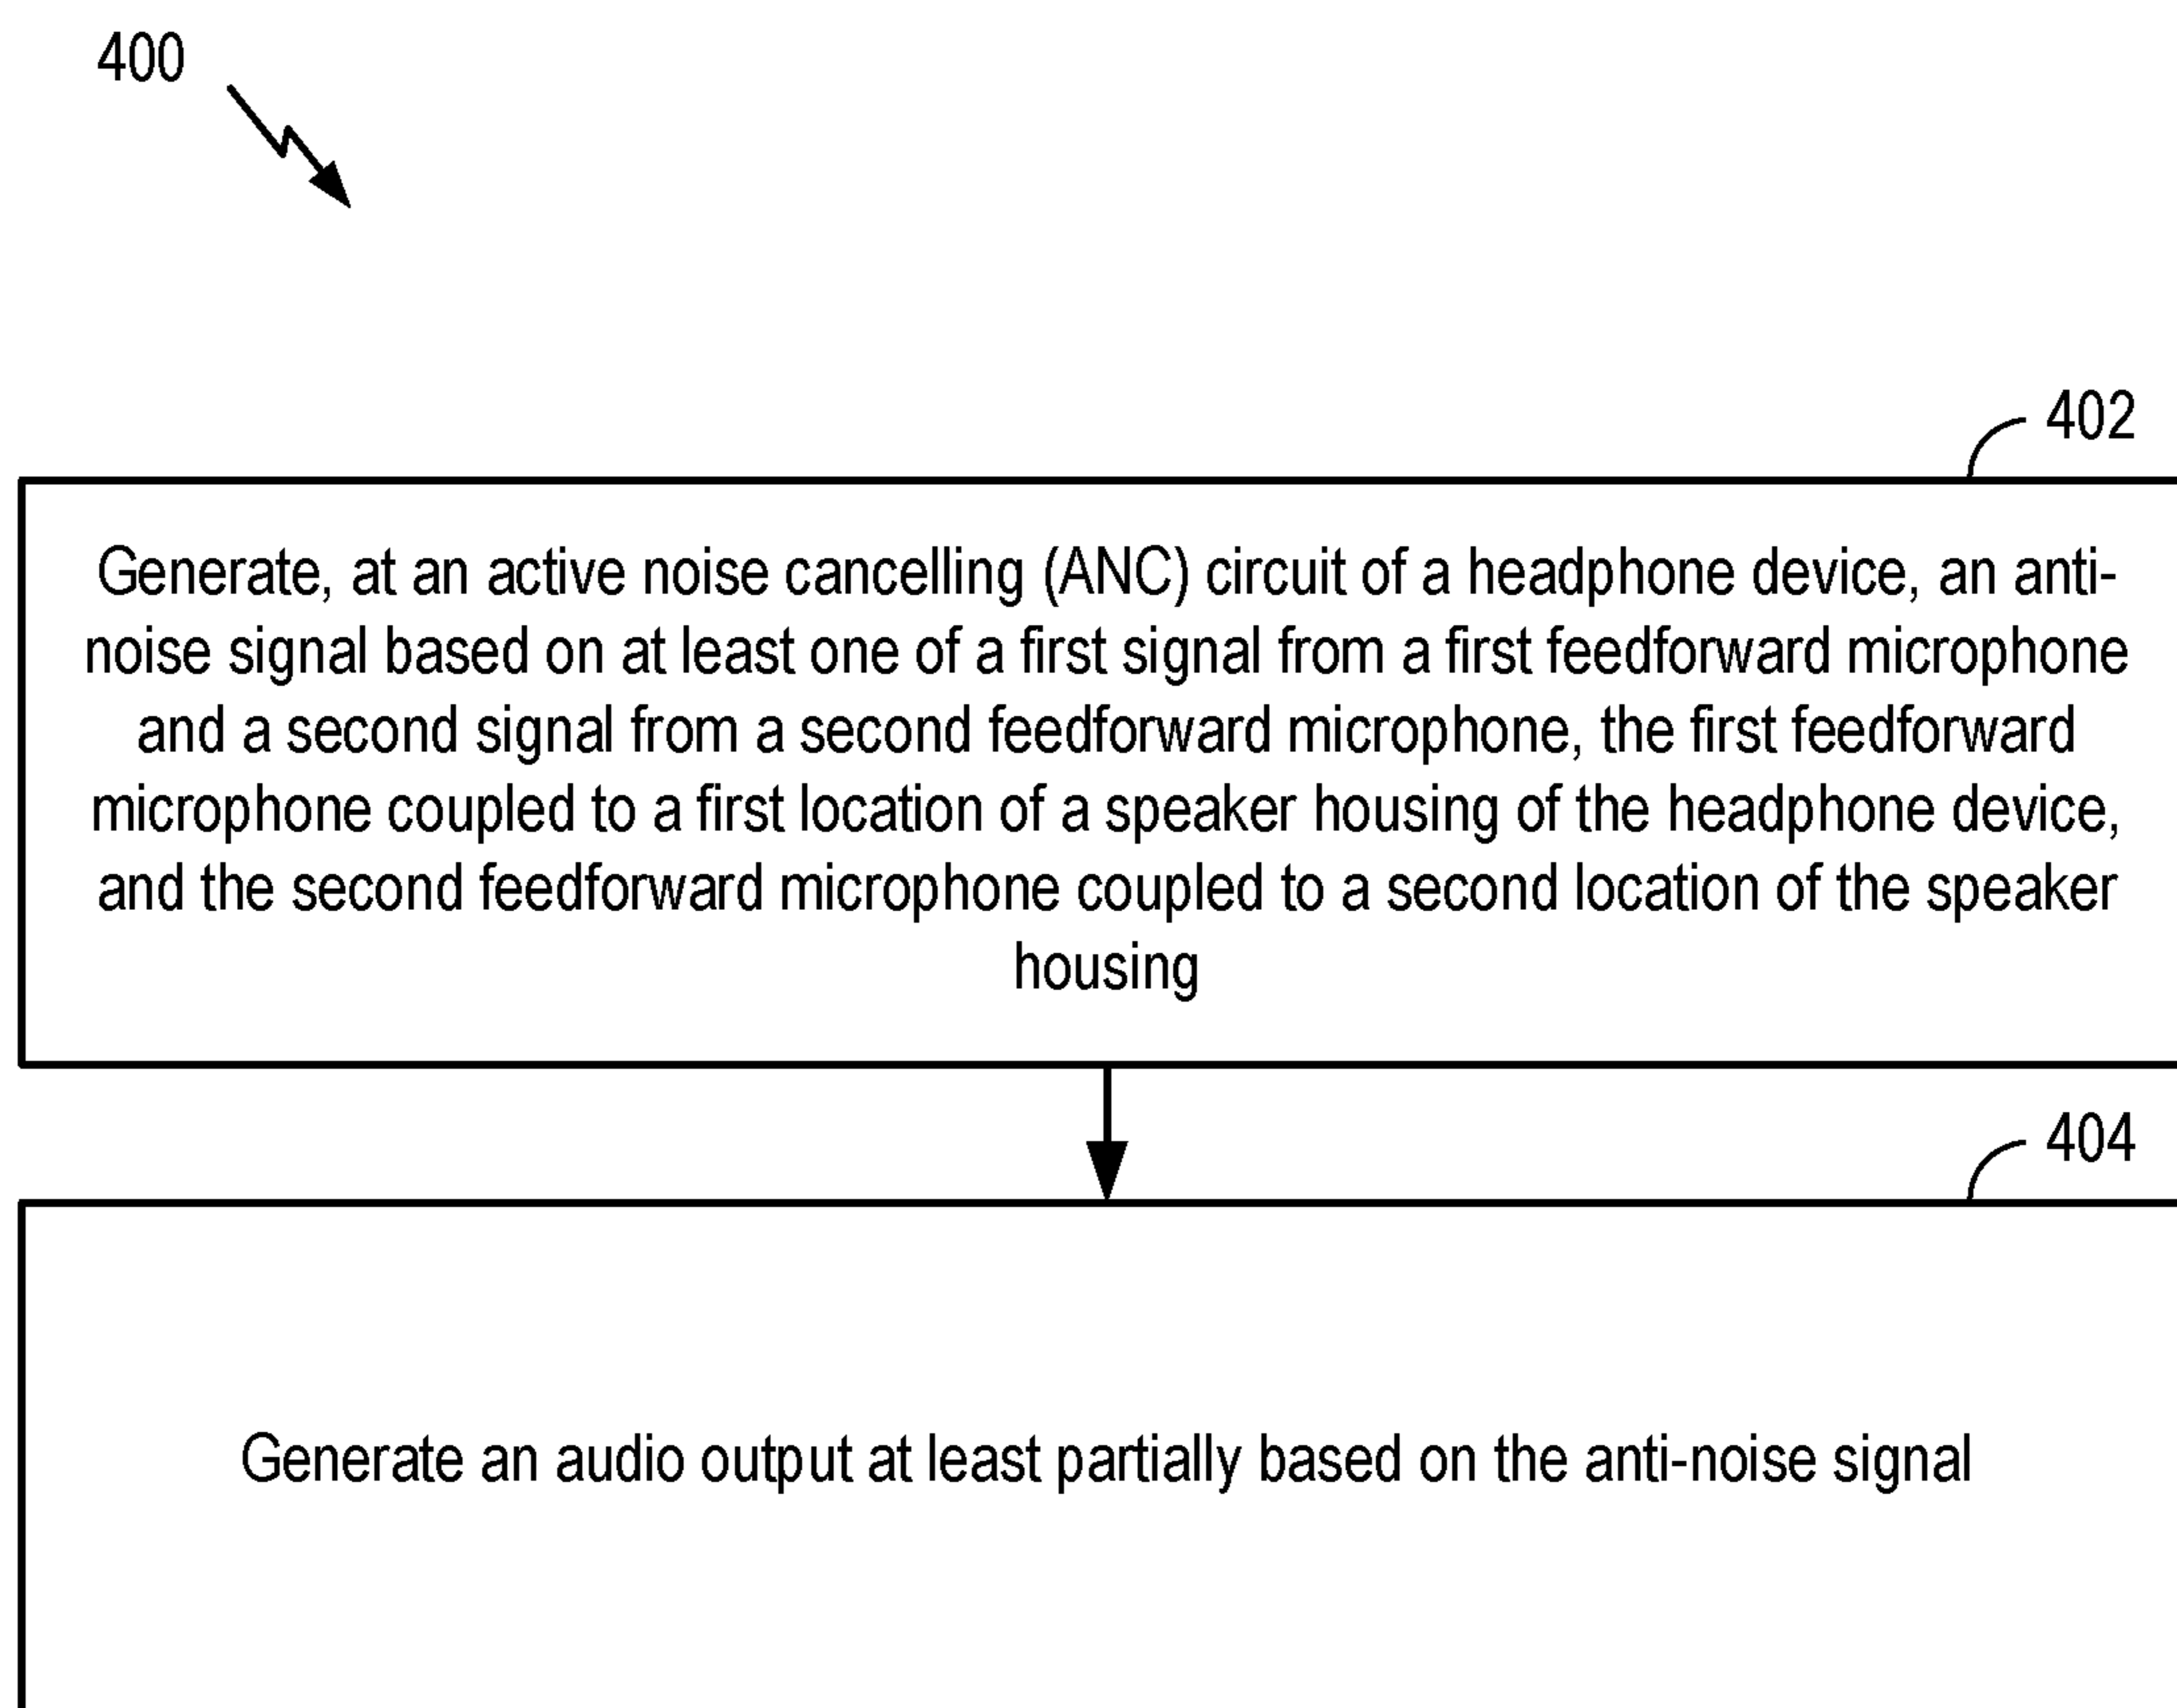 400
402
Generate, at an active noise cancelling (ANC) circuit of a headphone device, an anti-
noise signal based on at least one of a first signal from a first feedforward microphone
and a second signal from a second feedforward microphone, the first feedforward
microphone coupled to a first location of a speaker housing of the headphone device,
and the second feedforward microphone coupled to a second location of the speaker
housing
404
Generate an audio output at least partially based on the anti-noise signal